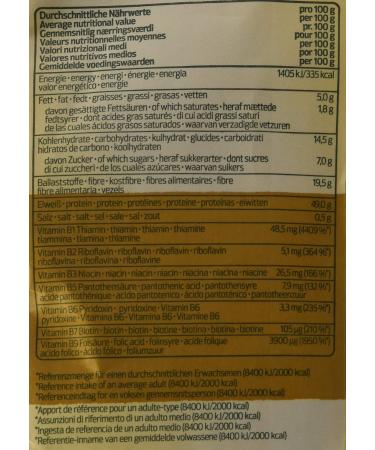 Durchschnittliche Nährwerte pro 100 g
Average nutritional value per 100 g
Gennemsnitlig næringsværdi pr. 100 g
Valeurs nutritionnelles moyennes pour 100 g
Valori nutrizionali medi per 100 g
Valores nutritivos medios por 100 g
Gemiddelde voedingswaarden per 100 g
Energie · energy · energi · énergie · energia 1405 kJ/335 kcal
valor energético · energie
Fett · fat · fedt · graisses · grassi · grasas · vetten 5,0 g
davon gesättigte Fettsäuren · of which saturates · heraf mættede 1,8 g
fedtsyrer · dont acides gras saturés · di cui acidi grassi saturi
de las cuales ácidos grasos saturados · waarvan verzadigde vetzuren
Kohlenhydrate · carbohydrates · kulhydrat · glucides · carboidrati 14,5 g
hidratos de carbono · koolhydraten
davon Zucker · of which sugars · heraf sukkerarter · dont sucres 7,0 g
di cui zuccheri · de los cuales azúcares · waarvan suikers
Ballaststoffe · fibre · kostfibre · fibres alimentaires · fibre 19,5 g
fibre alimentaria · vezels
Eiweiß · protein · protein · protéines · proteine · proteínas · eiwitten 49,0 g
Salz · salt · salt · sel · sale · sal · zout 0,5 g
Vitamin B1 Thiamin · thiamin · thiamin · thiamine 48,5 mg (4409 %*)
tiammina · tiamina · thiamine
Vitamin B2 Riboflavin · riboflavin · riboflavin · riboflavin 5,1 mg (364 %*)
riboflavina · riboflavina · riboflavine
Vitamin B3 Niacin · niacin · niacin · niacine · niacina · niacina · niacine 26,5 mg (166 %*)
Vitamin B5 Pantothensäure · pantothenic acid · pantothensyre 7,9 mg (132 %*)
acide pantothénique · acido pantotenico · ácido pantoténico · pantotheenzuur
Vitamin B6 Pyridoxin · pyridoxine · Vitamin B6 3,3 mg (235 %*)
pyridoxine · Vitamina B6 · Vitamina B6 · Vitamine B6
Vitamin B7 Biotin · biotin · biotin · biotine · biotina · biotina · biotine 105 µg (210 %*)
Vitamin B9 Folsäure · folic acid · folinsyre · acide folique 3900 µg (1950 %*)
acido folico · ácido fólico · foliumzuur
*Referenzmenge für einen durchschnittlichen Erwachsenen (8400 kJ/2000 kcal)
*Reference intake of an average adult (8400 kJ/2000 kcal)
*Referenceindtag for en voksen gennemsnitsperson (8400 kJ/2000 kcal)
*Apport de référence pour un adulte-type (8400 kJ/2000 kcal)
*Assunzioni di riferimento di un adulto medio (8400 kJ/2000 kcal)
*Ingesta de referencia de un adulto medio (8400 kJ/2000 kcal)
*Referentie-inname van een gemiddelde volwassene (8400 kJ/2000 kcal)